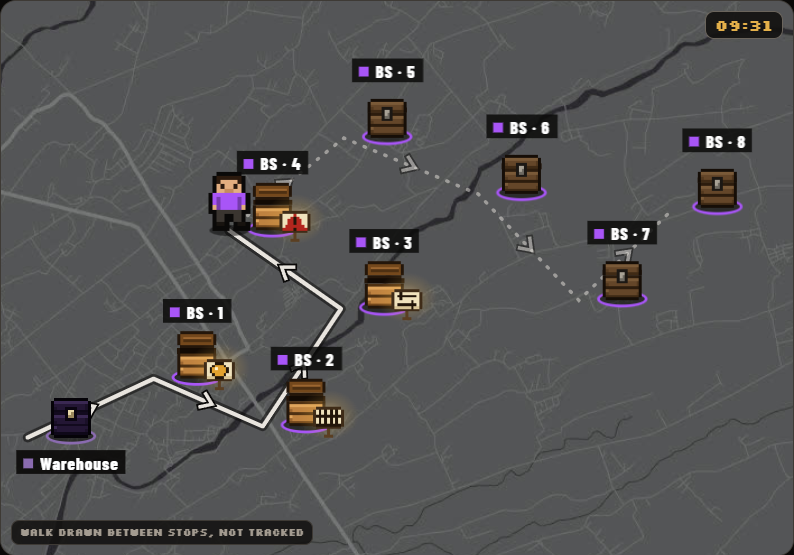 09:31
BS · 5
BS · 6
BS · 8
BS · 4
BS · 7
BS · 3
BS · 1
BS · 2
Warehouse
WALK DRAWN BETWEEN STOPS, NOT TRACKED